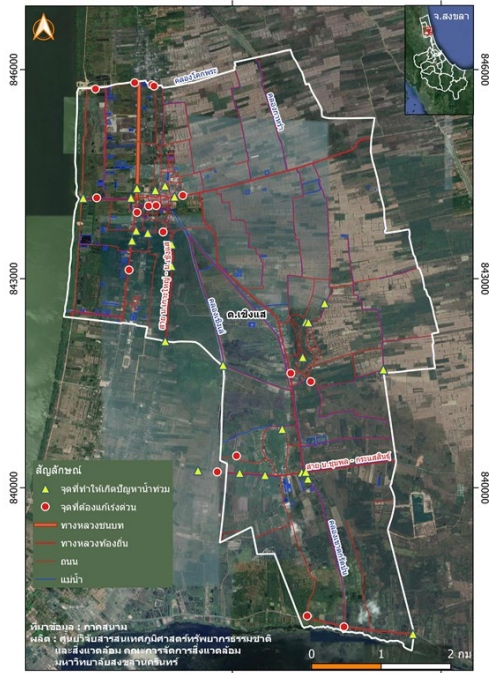 จ.สงขลา
846000
846000
คลองโคกพระ
843000
843000
ต.เชิงแส
840000
840000
สัญลักษณ์
จุดที่ทำให้เกิดปัญหาน้ำท่วม
จุดที่ต้องแก้เร่งด่วน
ทางหลวงชนบท
ทางหลวงท้องถิ่น
ถนน
แม่น้ำ
สาย บ.ชุมพล - กระแสสินธุ์
ที่มาข้อมูล : ภาคสนาม
ผลิต : ศูนย์วิจัยสารสนเทศภูมิศาสตร์ทรัพยากรธรรมชาติ
และสิ่งแวดล้อม คณะการจัดการสิ่งแวดล้อม
มหาวิทยาลัยสงขลานครินทร์
0 1 2 กม